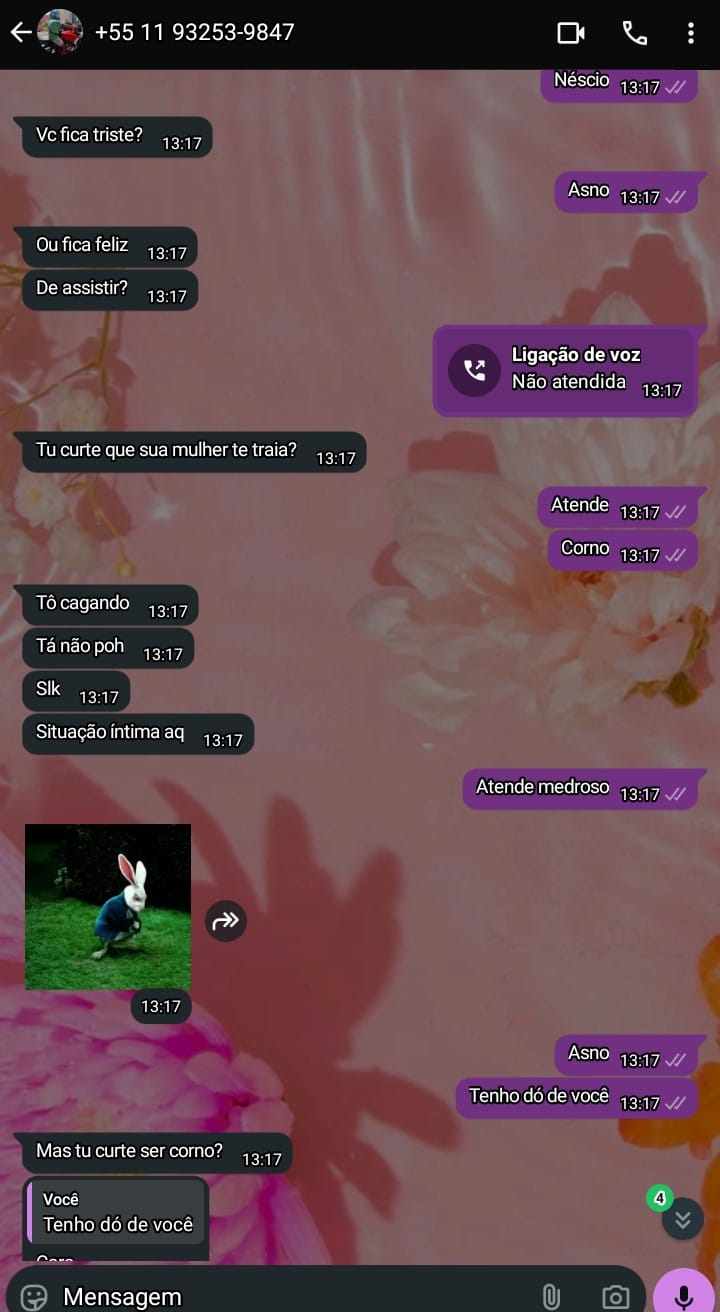 +55 11 93253-9847
Néscio 13:17
Vc fica triste? 13:17
Asno 13:17
Ou fica feliz 13:17
De assistir? 13:17
Ligação de voz
Não atendida 13:17
Tu curte que sua mulher te traia? 13:17
Atende 13:17
Corno 13:17
Tô cagando 13:17
Tá não poh 13:17
Slk 13:17
Situação íntima aq 13:17
Atende medroso 13:17
13:17
Asno 13:17
Tenho dó de você 13:17
Mas tu curte ser corno? 13:17
Você
Tenho dó de você
4
Mensagem